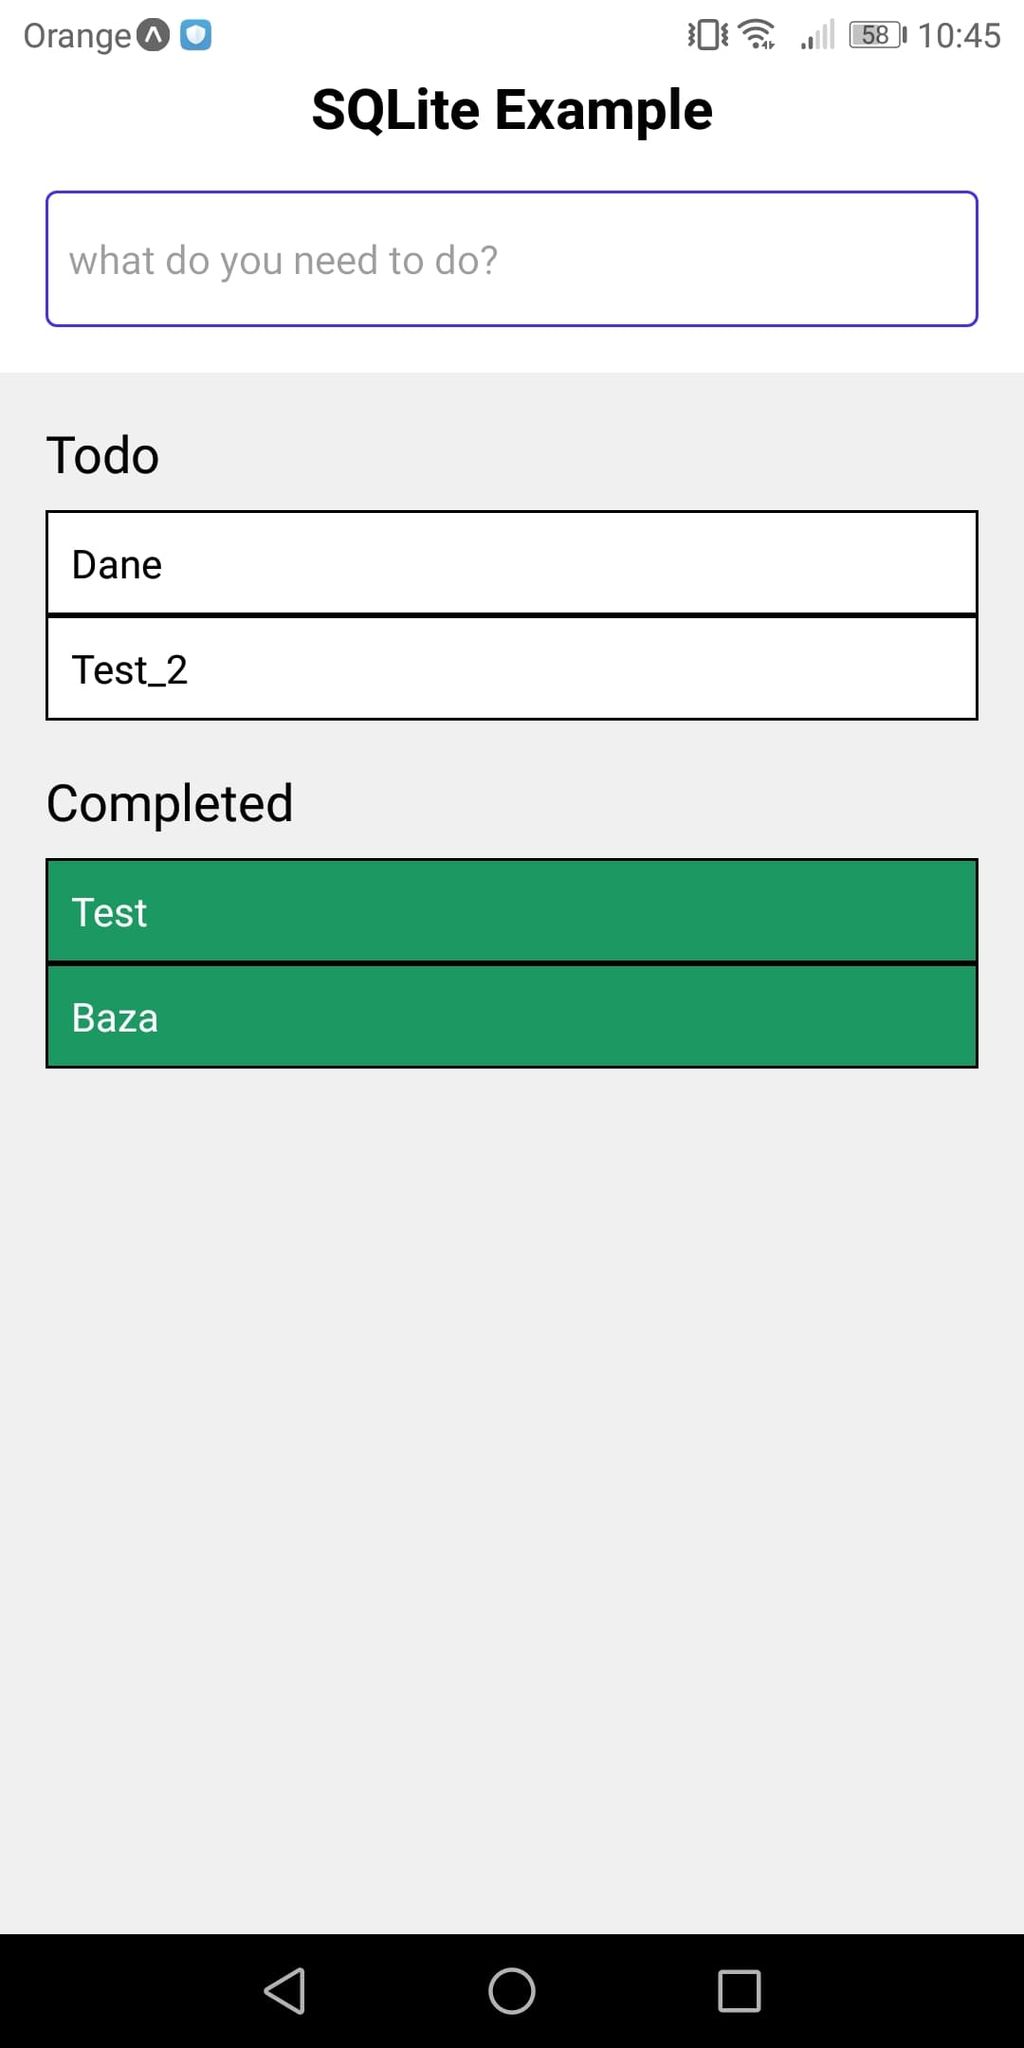 Orange 58 10:45
SQLite Example
what do you need to do?
Todo
Dane
Test_2
Completed
Test
Baza